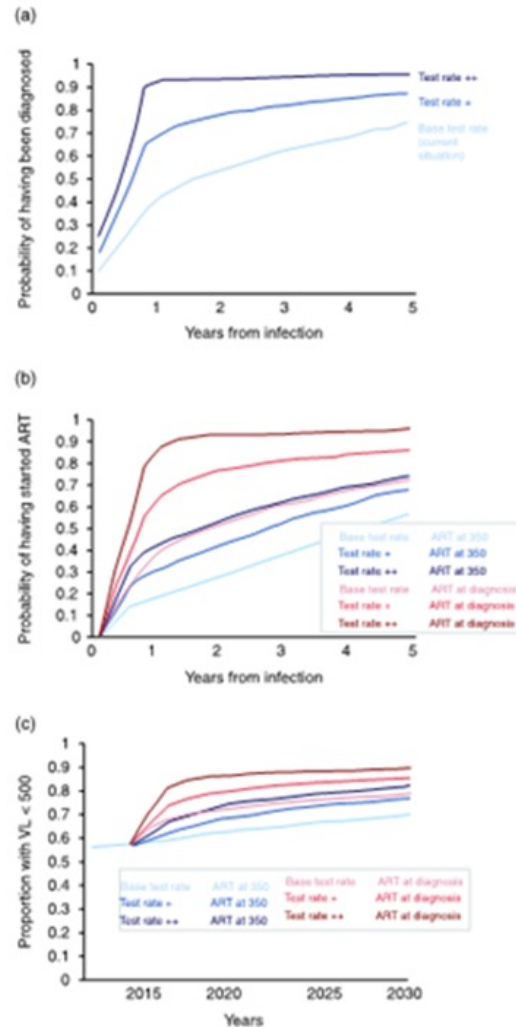 (a)
Probability of having been diagnosed
1
0.9
0.8
0.7
0.6
0.5
0.4
0.3
0.2
0.1
0
0 1 2 3 4 5
Years from infection
Test rate ++
Test rate +
Base test rate
(current
situation)
(b)
Probability of having started ART
1
0.9
0.8
0.7
0.6
0.5
0.4
0.3
0.2
0.1
0
0 1 2 3 4 5
Years from infection
Base test rate ART at 350
Test rate + ART at 350
Test rate ++ ART at 350
Base test rate ART at diagnosis
Test rate + ART at diagnosis
Test rate ++ ART at diagnosis
(c)
Proportion with VL < 500
1
0.9
0.8
0.7
0.6
0.5
0.4
0.3
0.2
0.1
0
2015 2020 2025 2030
Years
Base test rate ART at 350 Base test rate ART at diagnosis
Test rate + ART at 350 Test rate + ART at diagnosis
Test rate ++ ART at 350 Test rate ++ ART at diagnosis